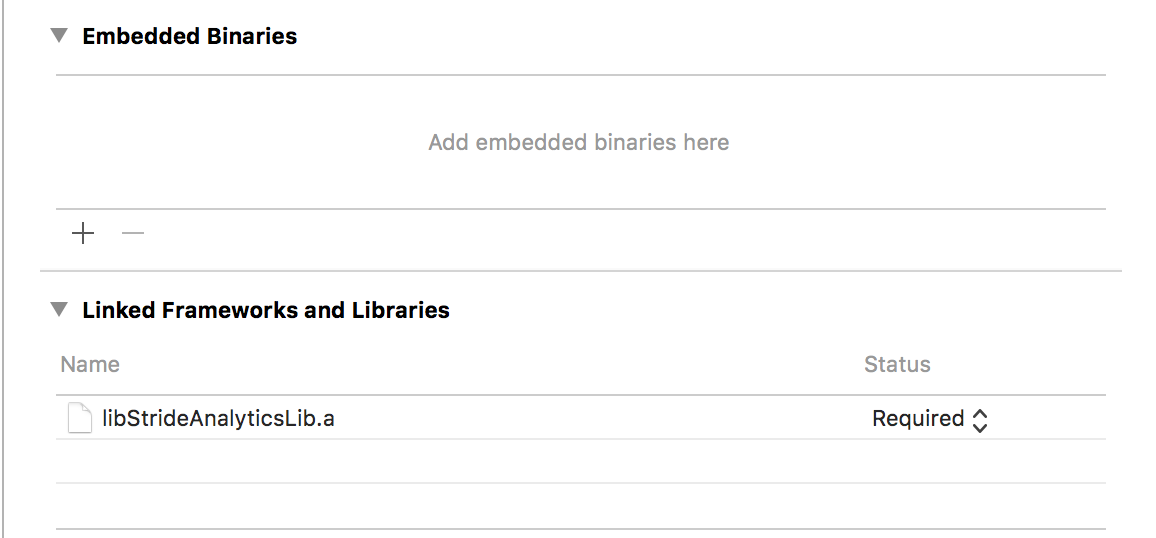 Embedded Binaries
Add embedded binaries here
Linked Frameworks and Libraries
Name Status
libStrideAnalyticsLib.a Required